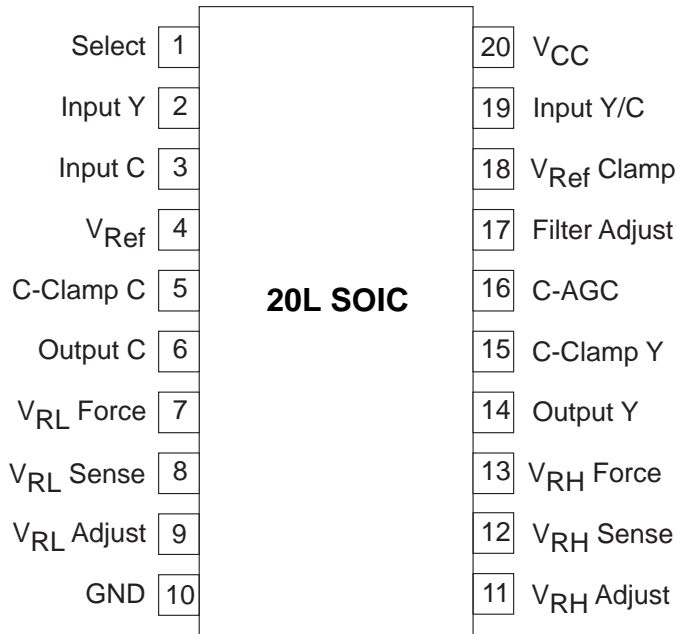 Select 1 20 VCC
Input Y 2 19 Input Y/C
Input C 3 18 VRef Clamp
VRef 4 17 Filter Adjust
C-Clamp C 5 20L SOIC 16 C-AGC
Output C 6 15 C-Clamp Y
VRL Force 7 14 Output Y
VRL Sense 8 13 VRH Force
VRL Adjust 9 12 VRH Sense
GND 10 11 VRH Adjust